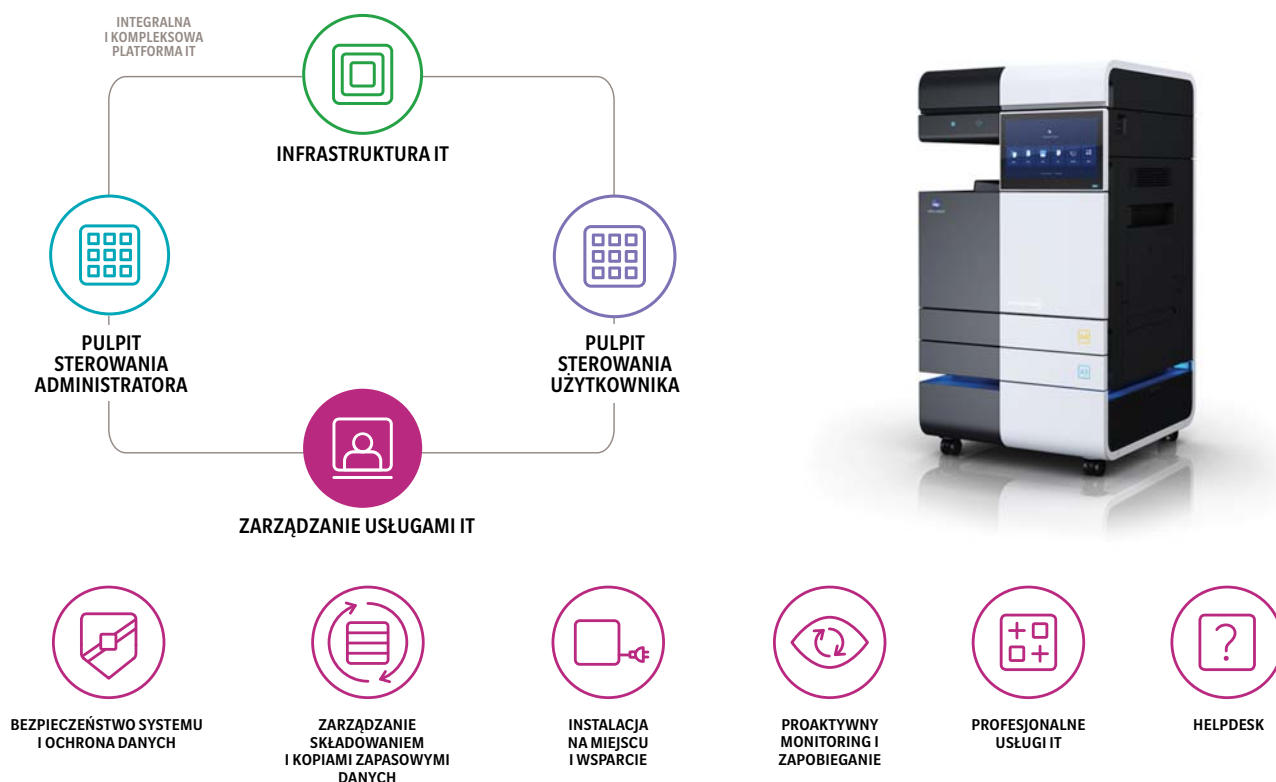 INTEGRALNA
I KOMPLEKSOWA
PLATFORMA IT
INFRASTRUKTURA IT
PULPIT
STEROWANIA
ADMINISTRATORA
PULPIT
STEROWANIA
UŻYTKOWNIKA
ZARZĄDZANIE USŁUGAMI IT
BEZPIECZEŃSTWO SYSTEMU
I OCHRONA DANYCH
ZARZĄDZANIE
SKŁADOWANIEM
I KOPIAMI ZAPASOWYMI
DANYCH
INSTALACJA
NA MIEJSCU
I WSPARCIE
PROAKTYWNY
MONITORING I
ZAPOBIEGANIE
PROFESJONALNE
USŁUGI IT
HELPDESK